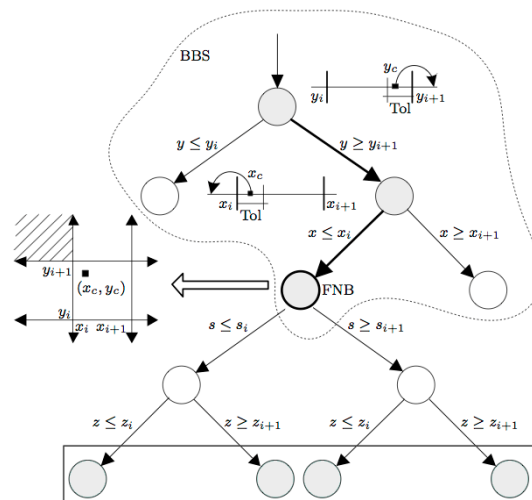 BBS
y_c
y_i
y_{i+1}
Tol
y ≤ y_i
y ≥ y_{i+1}
x_c
x_i
x_{i+1}
Tol
x ≤ x_i
x ≥ x_{i+1}
y_{i+1}
(x_c, y_c)
FNB
y_i
x_i
x_{i+1}
s ≤ s_i
s ≥ s_{i+1}
z ≤ z_i
z ≥ z_{i+1}
z ≤ z_i
z ≥ z_{i+1}